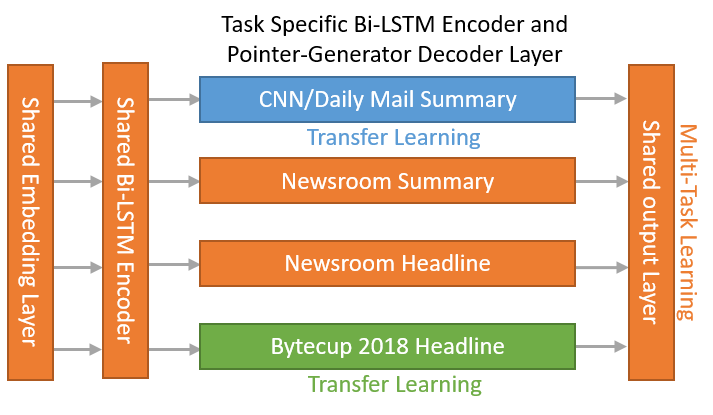 Task Specific Bi-LSTM Encoder and
Pointer-Generator Decoder Layer
Shared Embedding Layer
Shared Bi-LSTM Encoder
CNN/Daily Mail Summary
Transfer Learning
Newsroom Summary
Newsroom Headline
Bytecup 2018 Headline
Transfer Learning
Shared output Layer
Multi-Task Learning